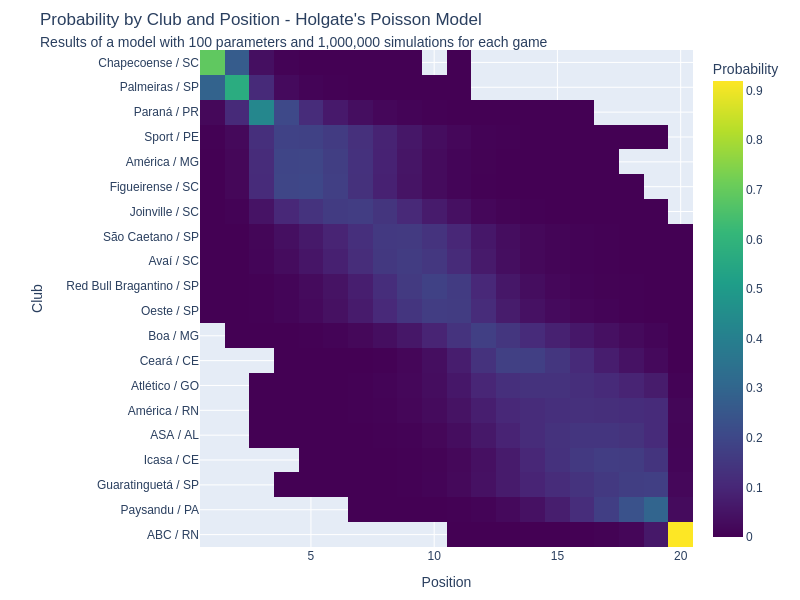 Probability by Club and Position - Holgate's Poisson Model
Results of a model with 100 parameters and 1,000,000 simulations for each game
Chapecoense / SC
Palmeiras / SP
Paraná / PR
Sport / PE
América / MG
Figueirense / SC
Joinville / SC
São Caetano / SP
Avaí / SC
Red Bull Bragantino / SP
Oeste / SP
Boa / MG
Ceará / CE
Atlético / GO
América / RN
ASA / AL
Icasa / CE
Guaratinguetá / SP
Paysandu / PA
ABC / RN
Club
5
10
15
20
Position
Probability
0.9
0.8
0.7
0.6
0.5
0.4
0.3
0.2
0.1
0